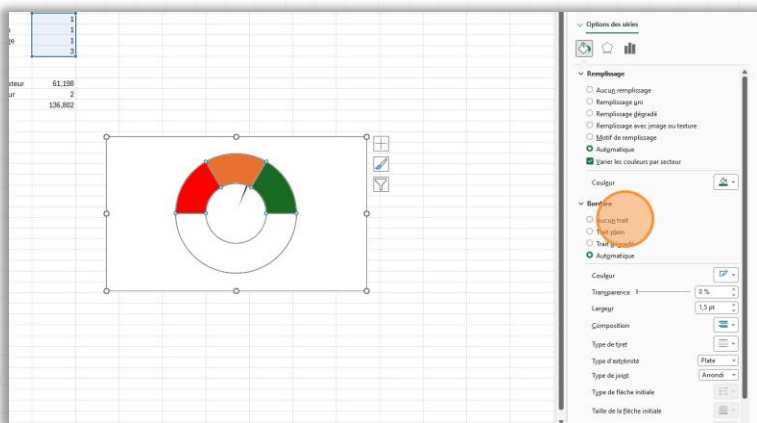 1
1
1
3
61,198
2
136,802
Options des séries
Remplissage
Aucun remplissage
Remplissage uni
Remplissage dégradé
Remplissage avec image ou texture
Motif de remplissage
Automatique
Varier les couleurs par secteur
Couleur
Bordure
Aucun trait
Trait plein
Trait dégradé
Automatique
Couleur
Transparence 0 %
Largeur 1,5 pt
Composition
Type de tiret
Type d'extrémité Plate
Type de joint Arrondi
Type de flèche initiale
Taille de la flèche initiale